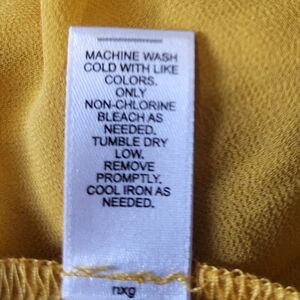 MACHINE WASH
COLD WITH LIKE
COLORS.
ONLY
NON-CHLORINE
BLEACH AS
NEEDED.
TUMBLE DRY
LOW.
REMOVE
PROMPTLY.
COOL IRON AS
NEEDED.
nxg